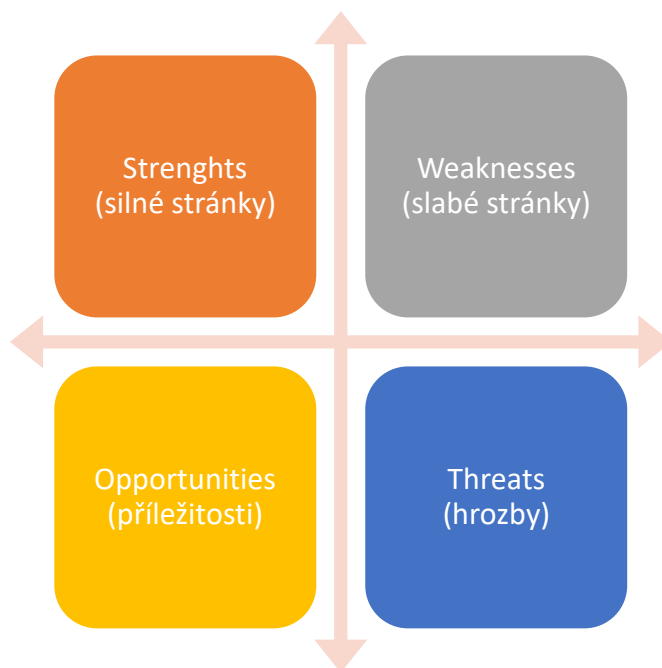 Strenghts
(silné stránky)
Weaknesses
(slabé stránky)
Opportunities
(příležitosti)
Threats
(hrozby)